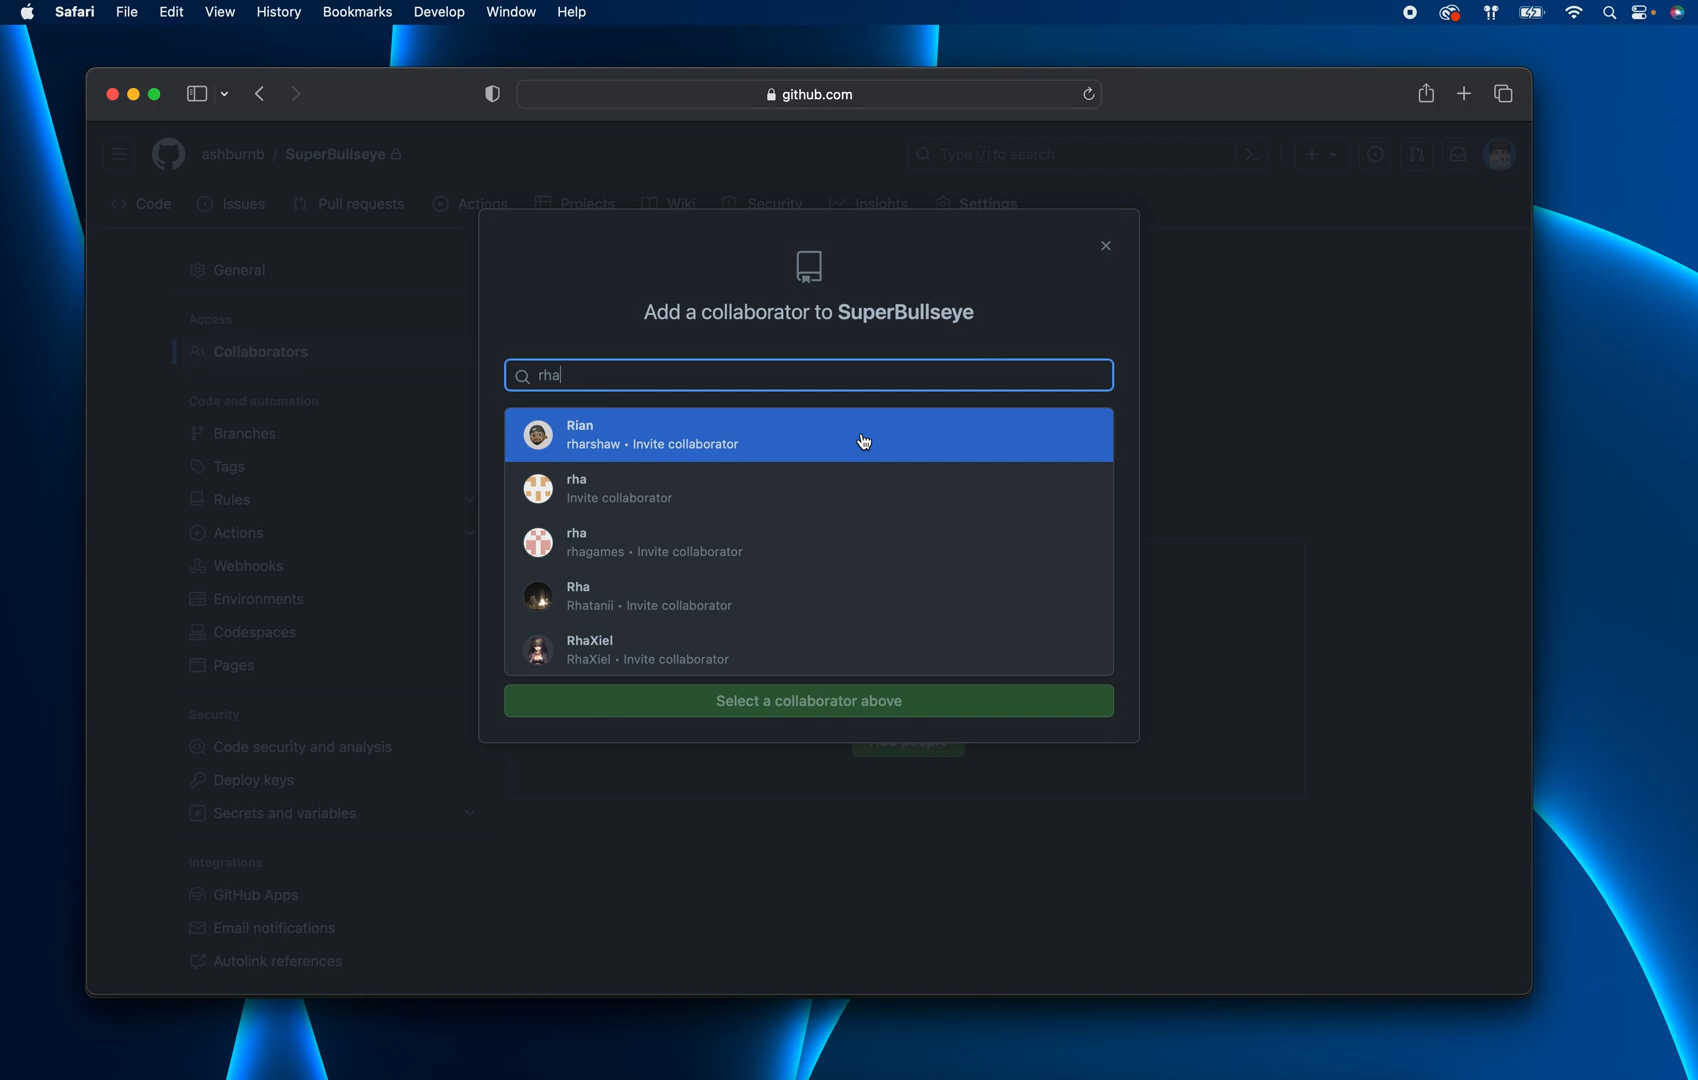 Safari File Edit View History Bookmarks Develop Window Help
github.com
ashburnb / SuperBullseye
Type / to search
Code Issues Pull requests Actions Projects Wiki Security Insights Settings
General
Access
Collaborators
Code and automation
Branches
Tags
Rules
Actions
Webhooks
Environments
Codespaces
Pages
Security
Code security and analysis
Deploy keys
Secrets and variables
Integrations
GitHub Apps
Email notifications
Autolink references
Add a collaborator to SuperBullseye
rha
Rian
rharshaw • Invite collaborator
rha
Invite collaborator
rha
rhagames • Invite collaborator
Rha
Rhatanii • Invite collaborator
RhaXiel
RhaXiel • Invite collaborator
Select a collaborator above
Add people